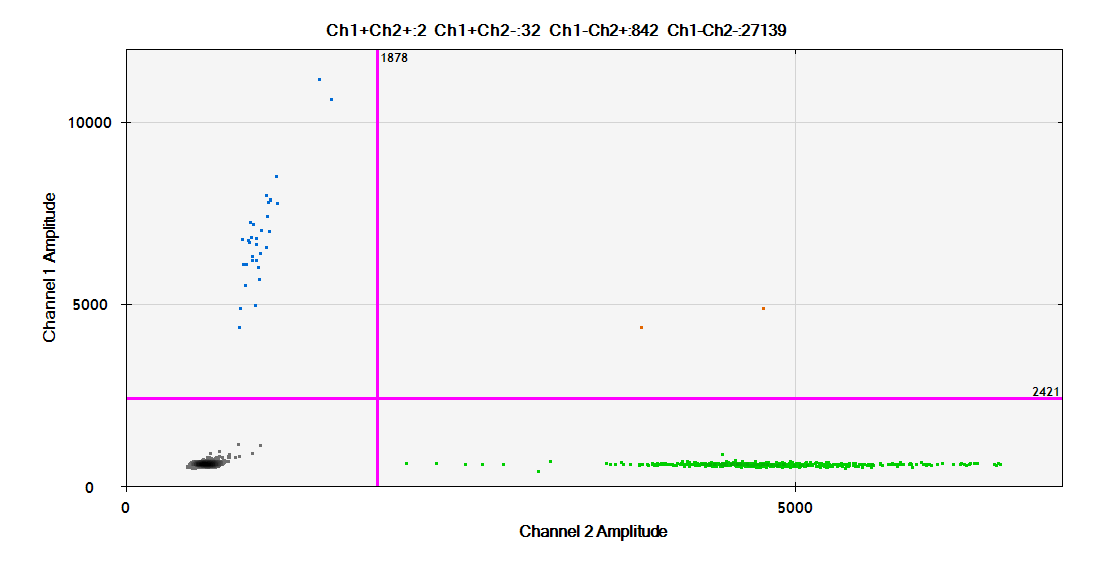 Ch1+Ch2+:2 Ch1+Ch2-:32 Ch1-Ch2+:842 Ch1-Ch2-:27139
1878
10000
Channel 1 Amplitude
5000
2421
0
0
5000
Channel 2 Amplitude